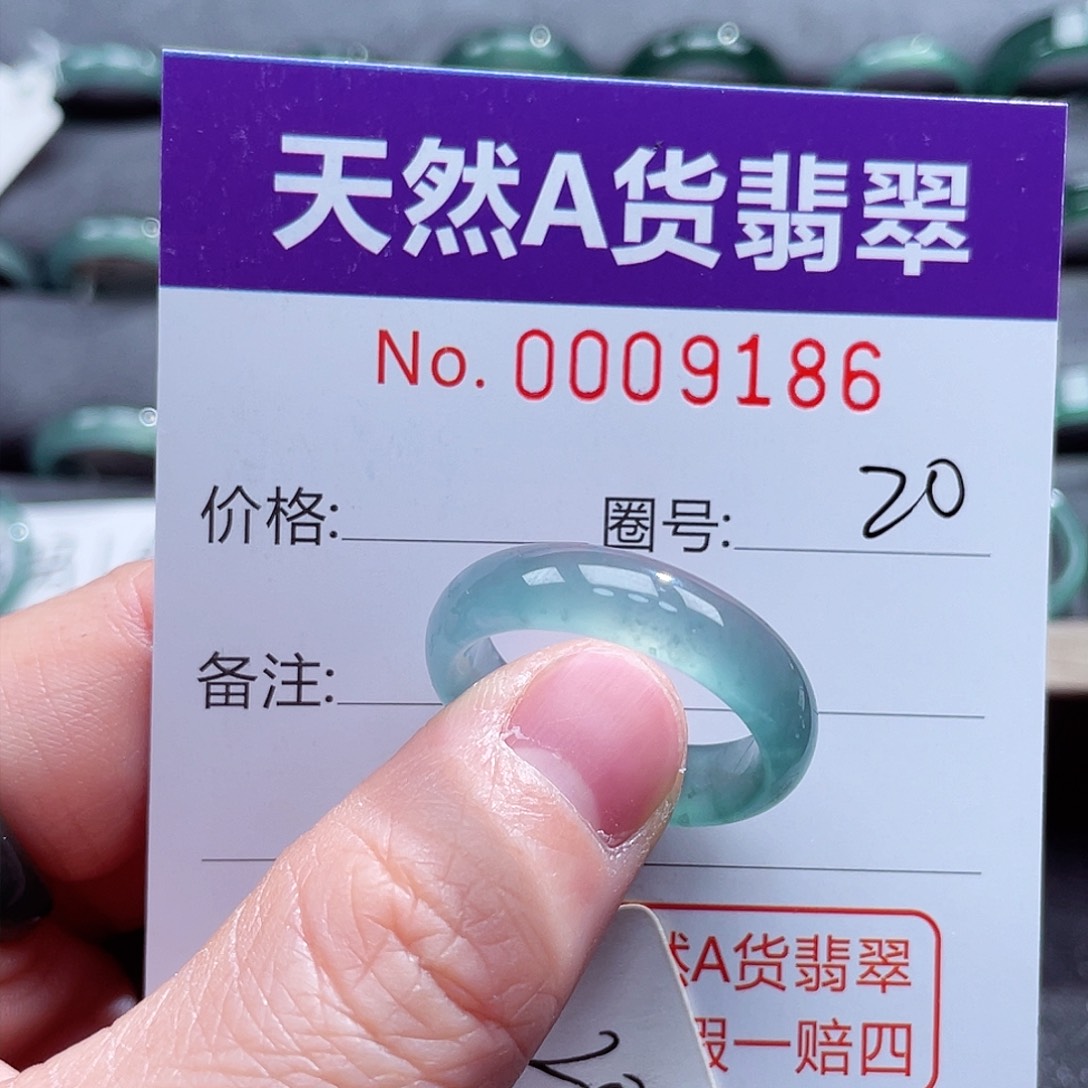 天然A货翡翠
No. 0009186
价格: 圈号: 20
备注:
然A货翡翠
假一赔四